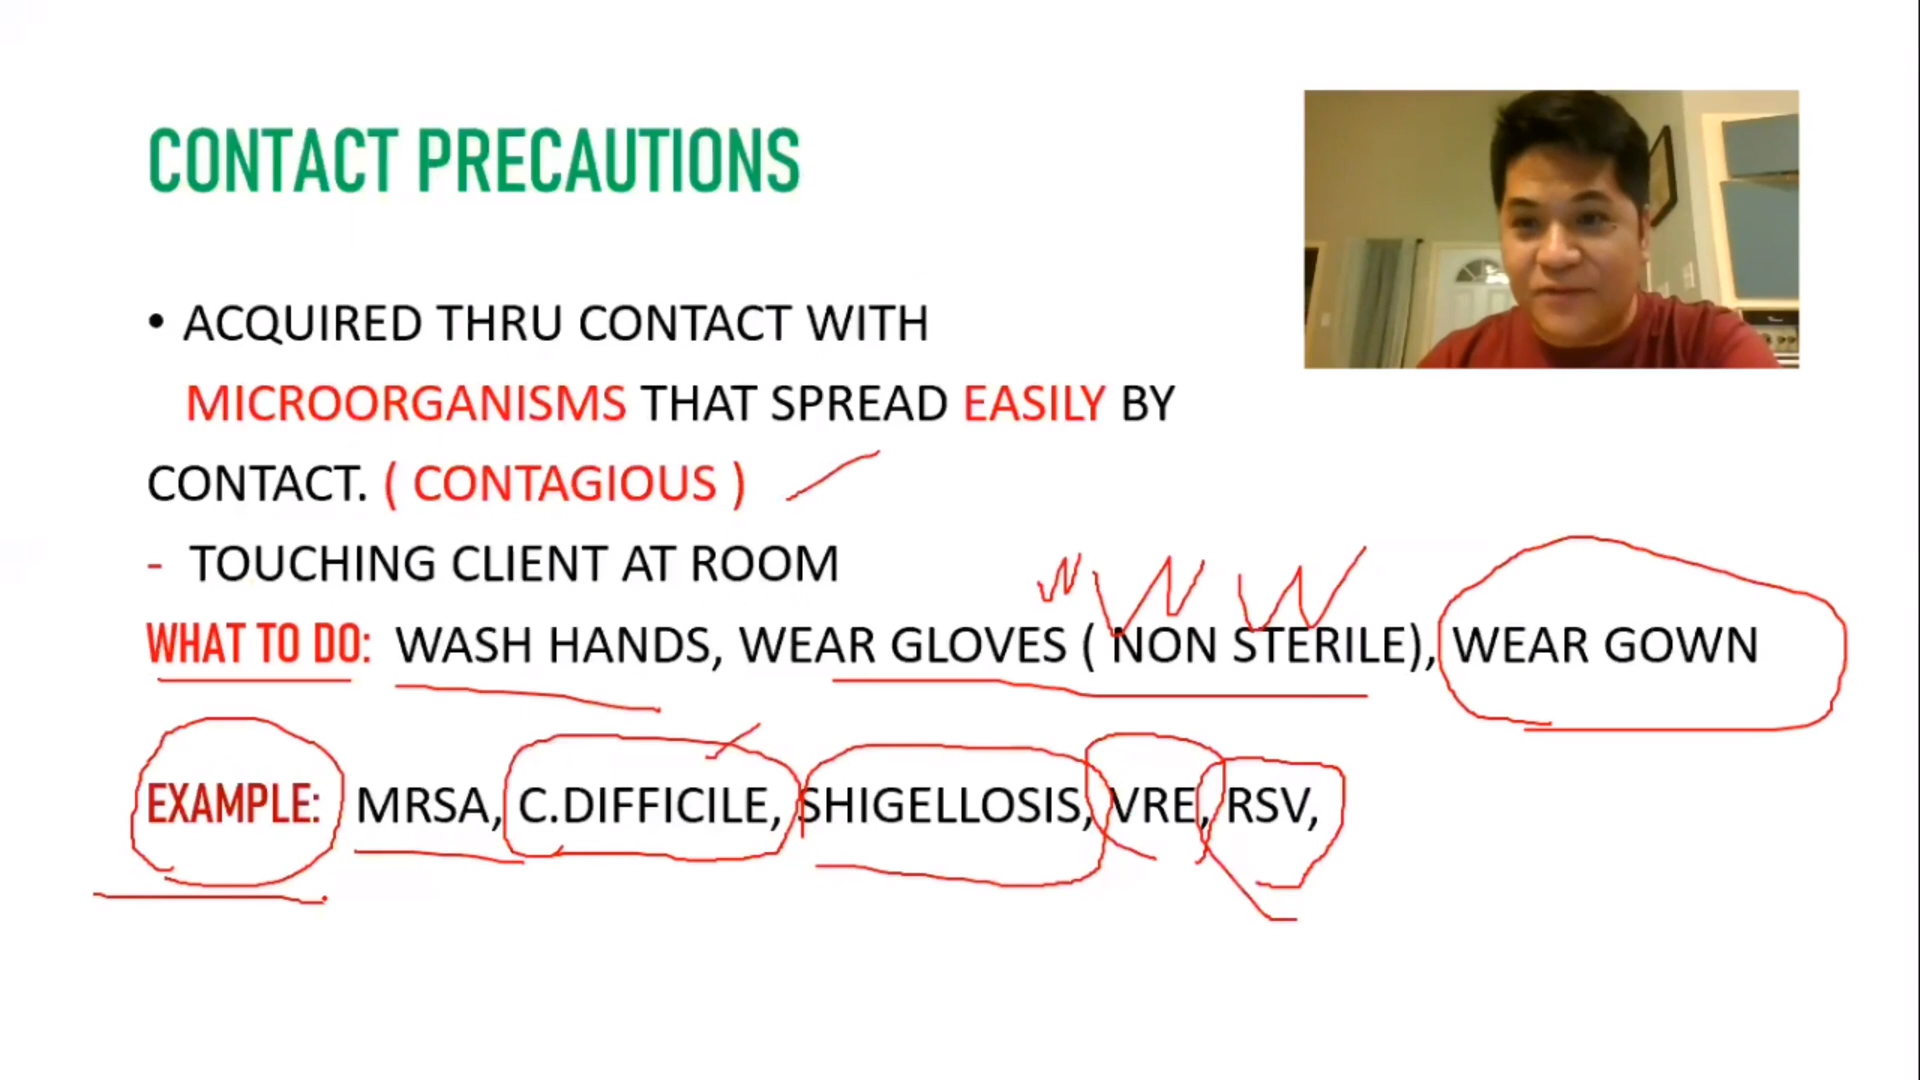 CONTACT PRECAUTIONS
• ACQUIRED THRU CONTACT WITH
MICROORGANISMS THAT SPREAD EASILY BY
CONTACT. ( CONTAGIOUS )
- TOUCHING CLIENT AT ROOM
WHAT TO DO: WASH HANDS, WEAR GLOVES ( NON STERILE), WEAR GOWN
EXAMPLE: MRSA, C.DIFFICILE, SHIGELLOSIS, VRE, RSV,